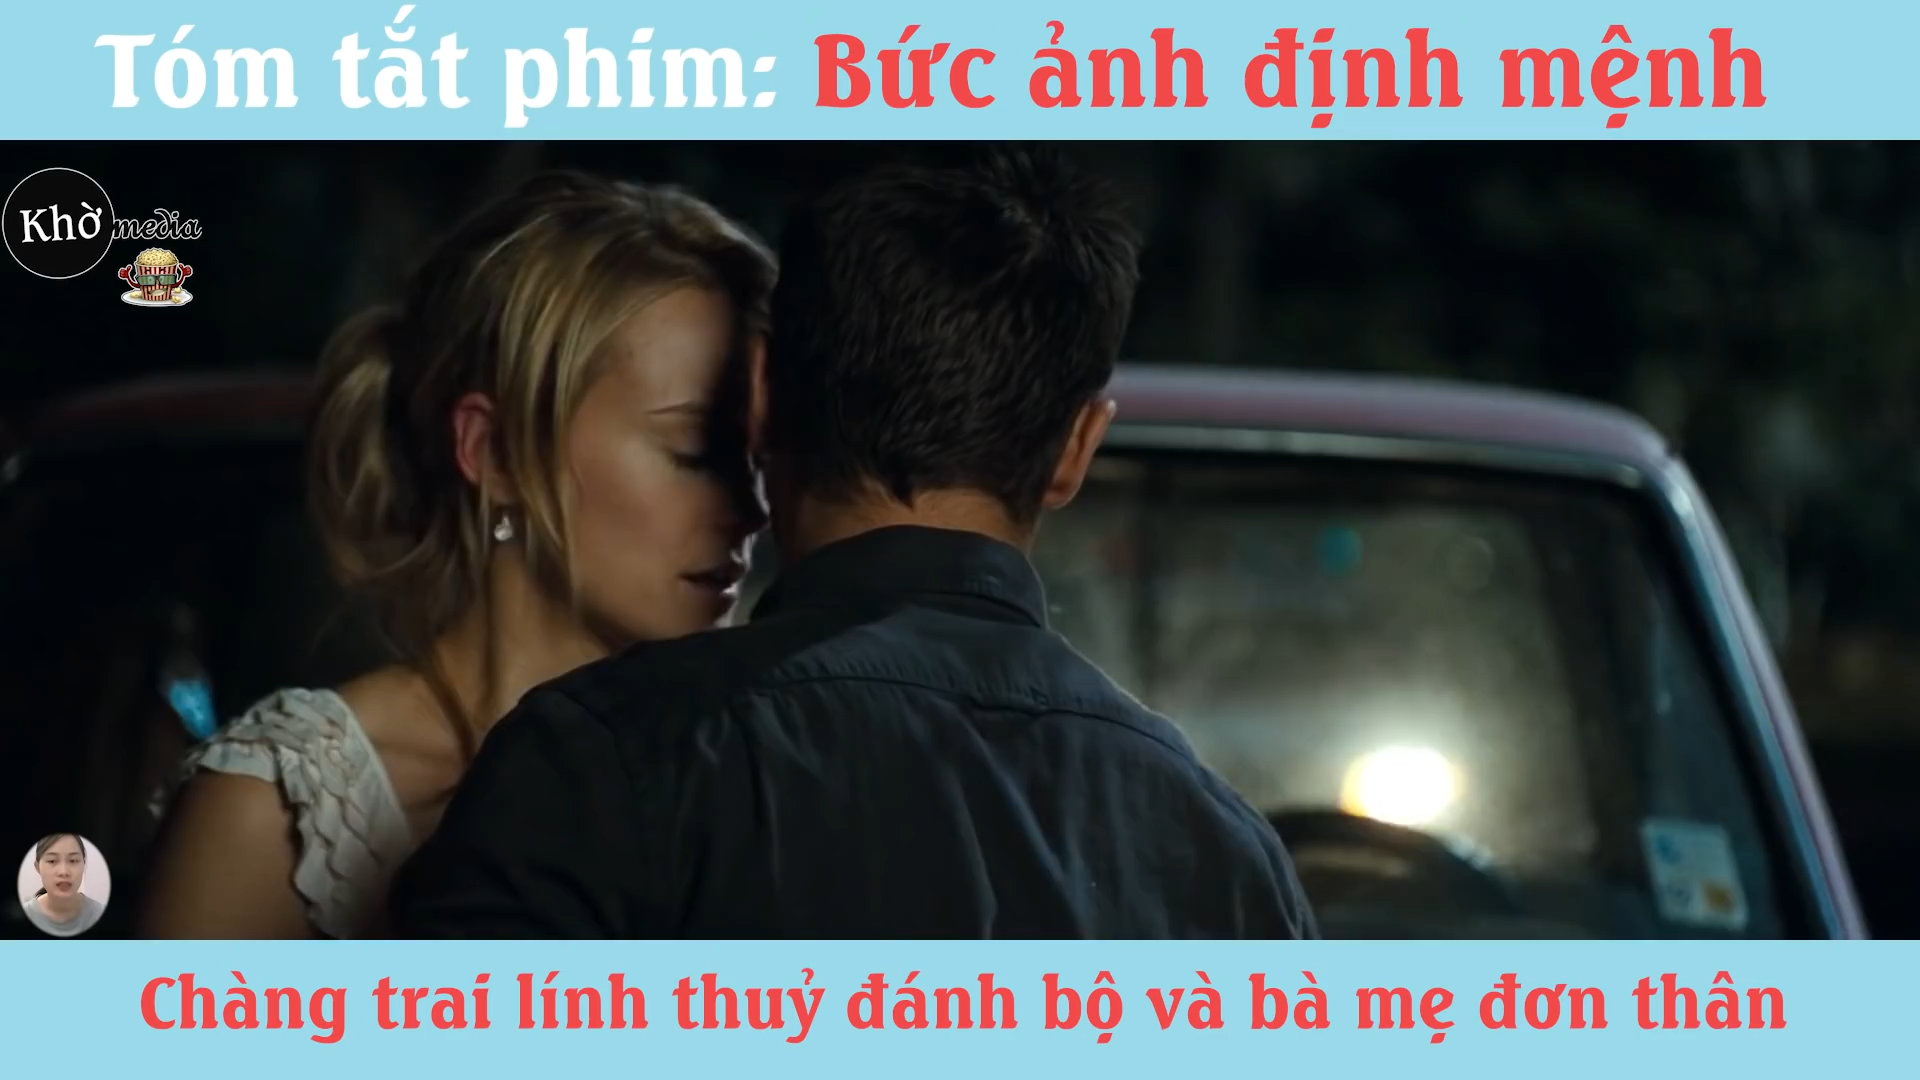 Tóm tắt phim: Bức ảnh định mệnh
Khờ media
Chàng trai lính thuỷ đánh bộ và bà mẹ đơn thân